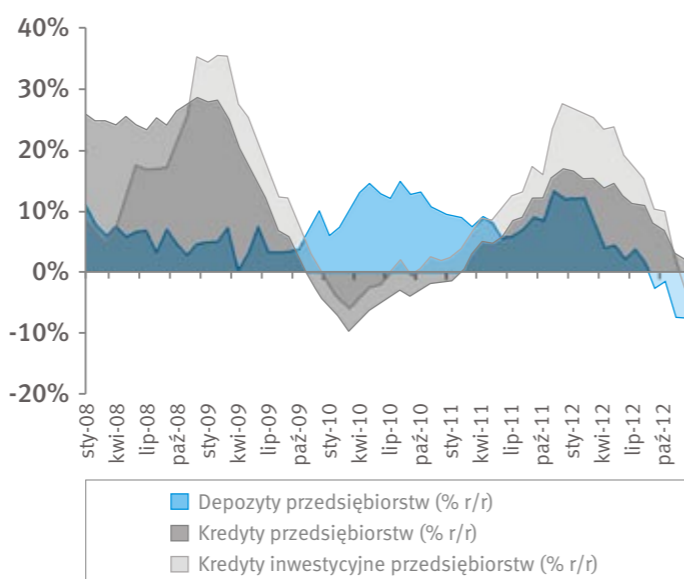 40%
30%
20%
10%
0%
-10%
-20%
sty-08
kwi-08
lip-08
paź-08
sty-09
kwi-09
lip-09
paź-09
sty-10
kwi-10
lip-10
paź-10
sty-11
kwi-11
lip-11
paź-11
sty-12
kwi-12
lip-12
paź-12
Depozyty przedsiębiorstw (% r/r)
Kredyty przedsiębiorstw (% r/r)
Kredyty inwestycyjne przedsiębiorstw (% r/r)